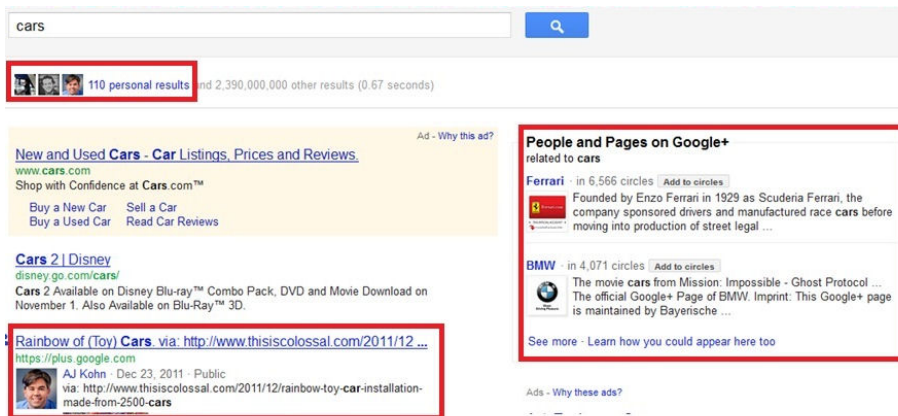 cars
110 personal results and 2,390,000,000 other results (0.67 seconds)
Ad - Why this ad?
New and Used Cars - Car Listings, Prices and Reviews.
www.cars.com
Shop with Confidence at Cars.com™
Buy a New Car Sell a Car
Buy a Used Car Read Car Reviews
Cars 2 | Disney
disney.go.com/cars/
Cars 2 Available on Disney Blu-ray™ Combo Pack, DVD and Movie Download on
November 1. Also Available on Blu-Ray™ 3D.
Rainbow of (Toy) Cars. via: http://www.thisiscolossal.com/2011/12 ...
https://plus.google.com
AJ Kohn - Dec 23, 2011 - Public
via: http://www.thisiscolossal.com/2011/12/rainbow-toy-car-installation-
made-from-2500-cars
People and Pages on Google+
related to cars
Ferrari · in 6,566 circles Add to circles
Founded by Enzo Ferrari in 1929 as Scuderia Ferrari, the
company sponsored drivers and manufactured race cars before
moving into production of street legal ...
BMW · in 4,071 circles Add to circles
The movie cars from Mission: Impossible - Ghost Protocol ...
The official Google+ Page of BMW. Imprint: This Google+ page
is maintained by Bayerische ...
See more · Learn how you could appear here too
Ads - Why these ads?